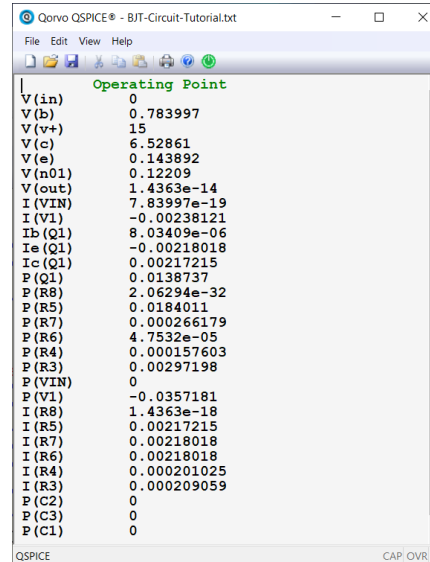 Qorvo QSPICE® - BJT-Circuit-Tutorial.txt
File Edit View Help
Operating Point
V(in) 0
V(b) 0.783997
V(v+) 15
V(c) 6.52861
V(e) 0.143892
V(n01) 0.12209
V(out) 1.4363e-14
I(VIN) 7.83997e-19
I(V1) -0.00238121
Ib(Q1) 8.03409e-06
Ie(Q1) -0.00218018
Ic(Q1) 0.00217215
P(Q1) 0.0138737
P(R8) 2.06294e-32
P(R5) 0.0184011
P(R7) 0.000266179
P(R6) 4.7532e-05
P(R4) 0.000157603
P(R3) 0.00297198
P(VIN) 0
P(V1) -0.0357181
I(R8) 1.4363e-18
I(R5) 0.00217215
I(R7) 0.00218018
I(R6) 0.00218018
I(R4) 0.000201025
I(R3) 0.000209059
P(C2) 0
P(C3) 0
P(C1) 0
QSPICE CAP OVR